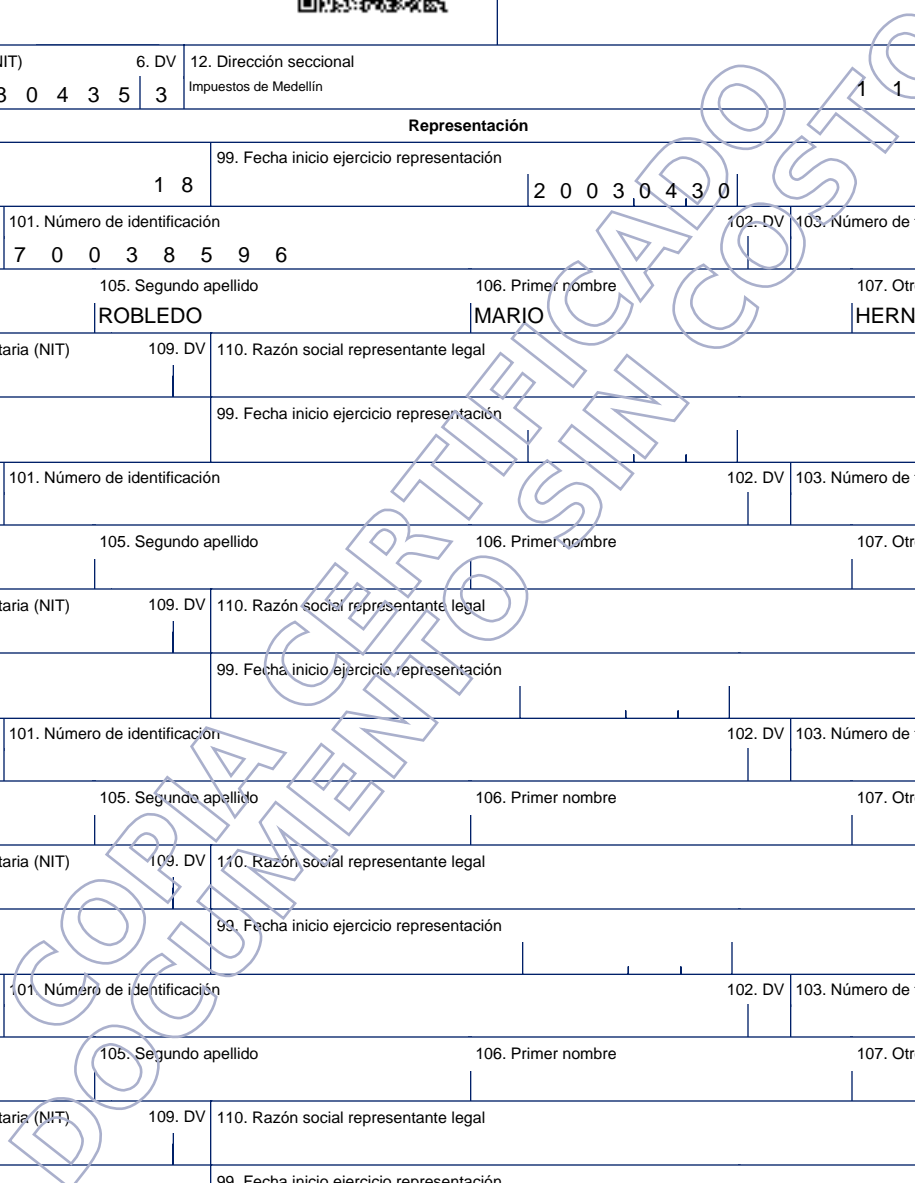 NIT) 6. DV 12. Dirección seccional
0 4 3 5 3 Impuestos de Medellín 1 1
Representación
99. Fecha inicio ejercicio representación
1 8 2 0 0 3 0 4 3 0
101. Número de identificación 102. DV 103. Número de
7 0 0 3 8 5 9 6
105. Segundo apellido 106. Primer nombre 107. Otr
ROBLEDO MARIO HERN
taria (NIT) 109. DV 110. Razón social representante legal
99. Fecha inicio ejercicio representación
101. Número de identificación 102. DV 103. Número de
105. Segundo apellido 106. Primer nombre 107. Otr
taria (NIT) 109. DV 110. Razón social representante legal
99. Fecha inicio ejercicio representación
101. Número de identificación 102. DV 103. Número de
105. Segundo apellido 106. Primer nombre 107. Otr
taria (NIT) 109. DV 110. Razón social representante legal
99. Fecha inicio ejercicio representación
101. Número de identificación 102. DV 103. Número de
105. Segundo apellido 106. Primer nombre 107. Otr
taria (NIT) 109. DV 110. Razón social representante legal
99. Fecha inicio ejercicio representación
COPIA CERTIFICADO
DOCUMENTO SIN COSTO